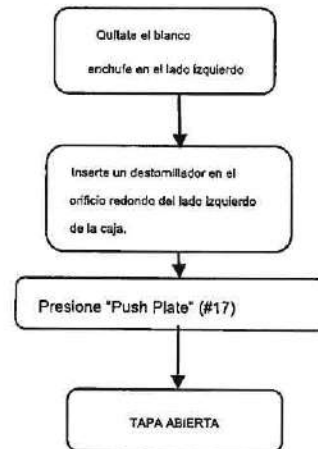 Quítate el blanco
enchufe en el lado izquierdo
Inserte un destornillador en el
orificio redondo del lado izquierdo
de la caja.
Presione "Push Plate" (#17)
TAPA ABIERTA